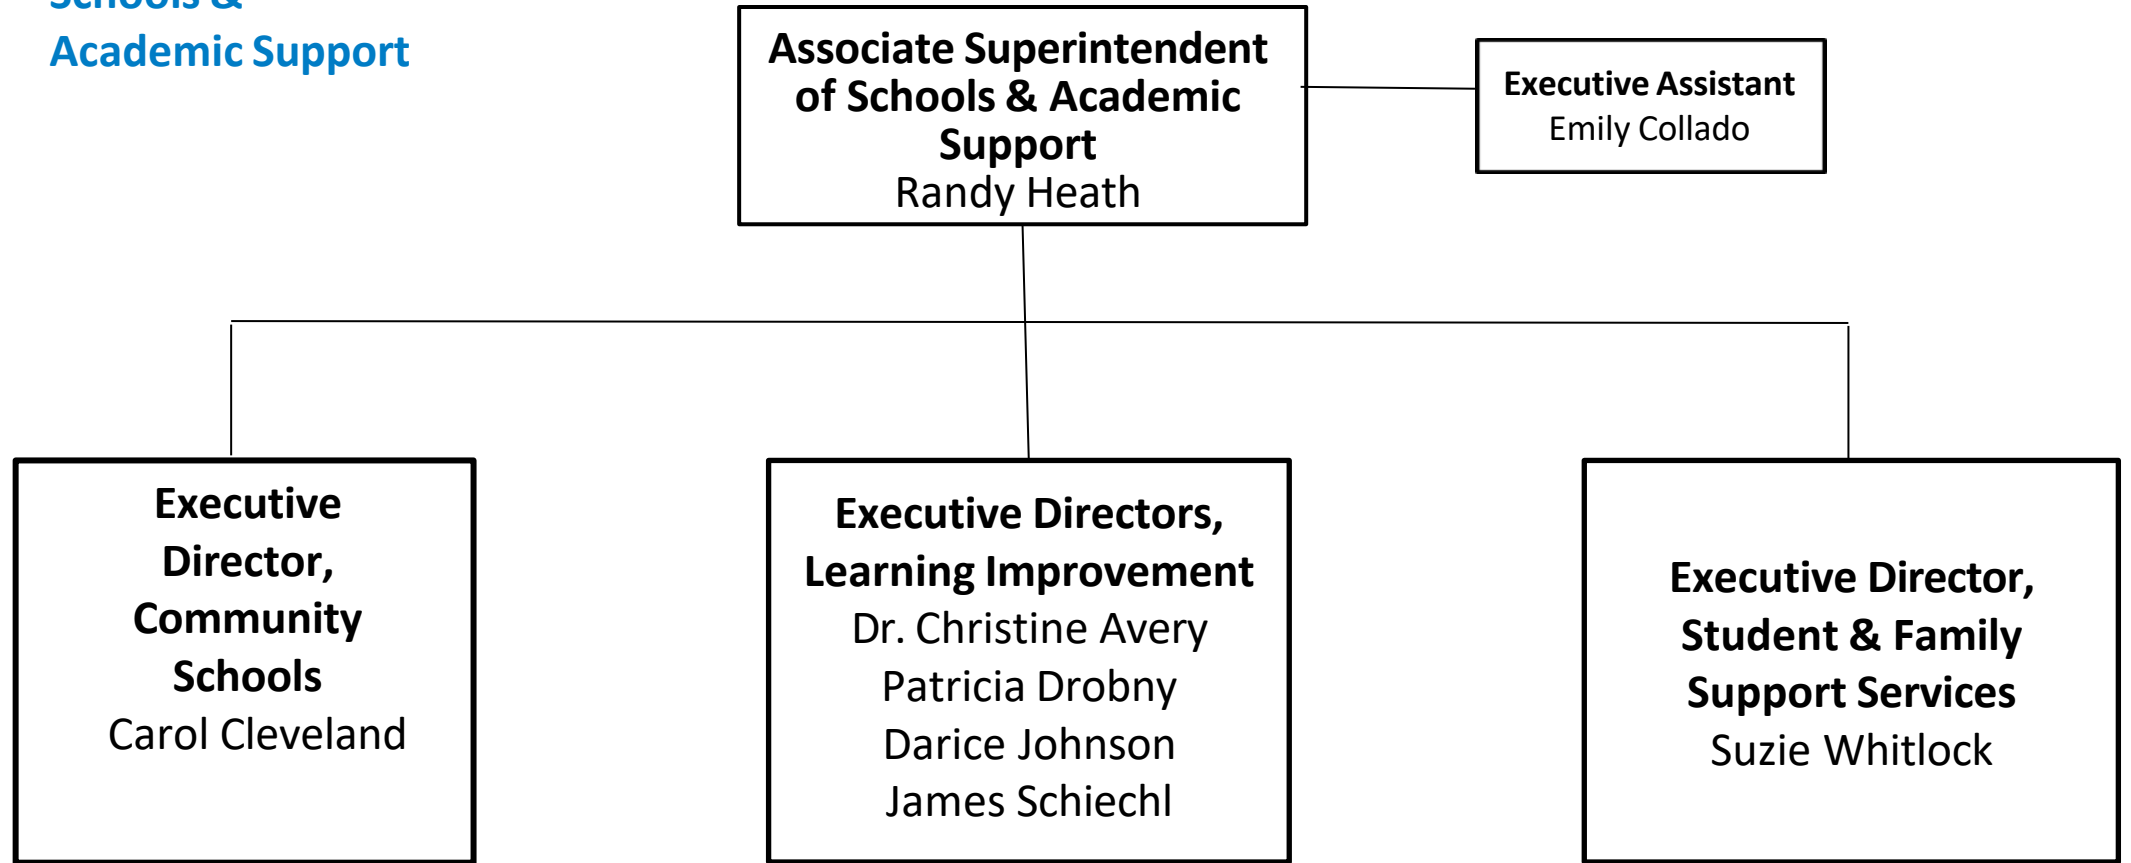 Schools &
Academic Support
Associate Superintendent
of Schools & Academic
Support
Randy Heath
Executive Assistant
Emily Collado
Executive
Director,
Community
Schools
Carol Cleveland
Executive Directors,
Learning Improvement
Dr. Christine Avery
Patricia Drobny
Darice Johnson
James Schiechl
Executive Director,
Student & Family
Support Services
Suzie Whitlock